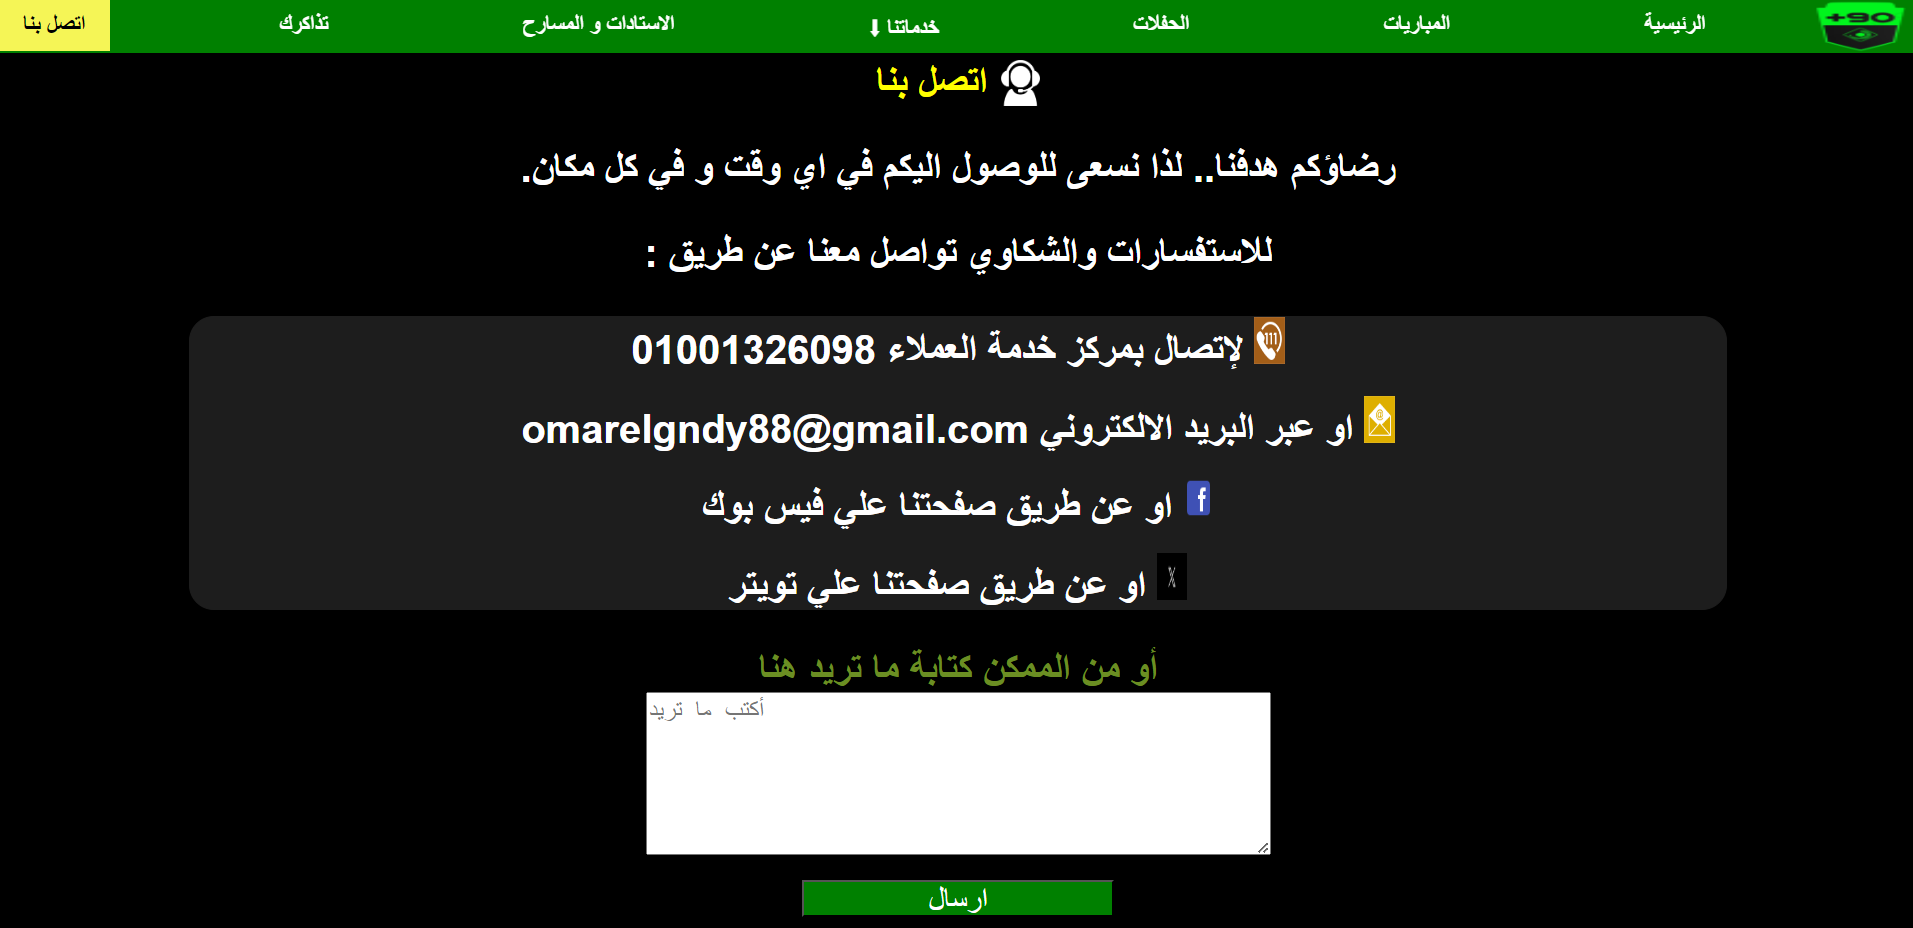 +90
الرئيسية
المباريات
الحفلات
خدماتنا ⬇
الاستادات و المسارح
تذاكرك
اتصل بنا
اتصل بنا
رضاؤكم هدفنا.. لذا نسعى للوصول اليكم في اي وقت و في كل مكان.
للاستفسارات والشكاوي تواصل معنا عن طريق :
لإتصال بمركز خدمة العملاء 01001326098
او عبر البريد الالكتروني omarelgndy88@gmail.com
او عن طريق صفحتنا علي فيس بوك
او عن طريق صفحتنا علي تويتر
أو من الممكن كتابة ما تريد هنا
أكتب ما تريد
ارسال